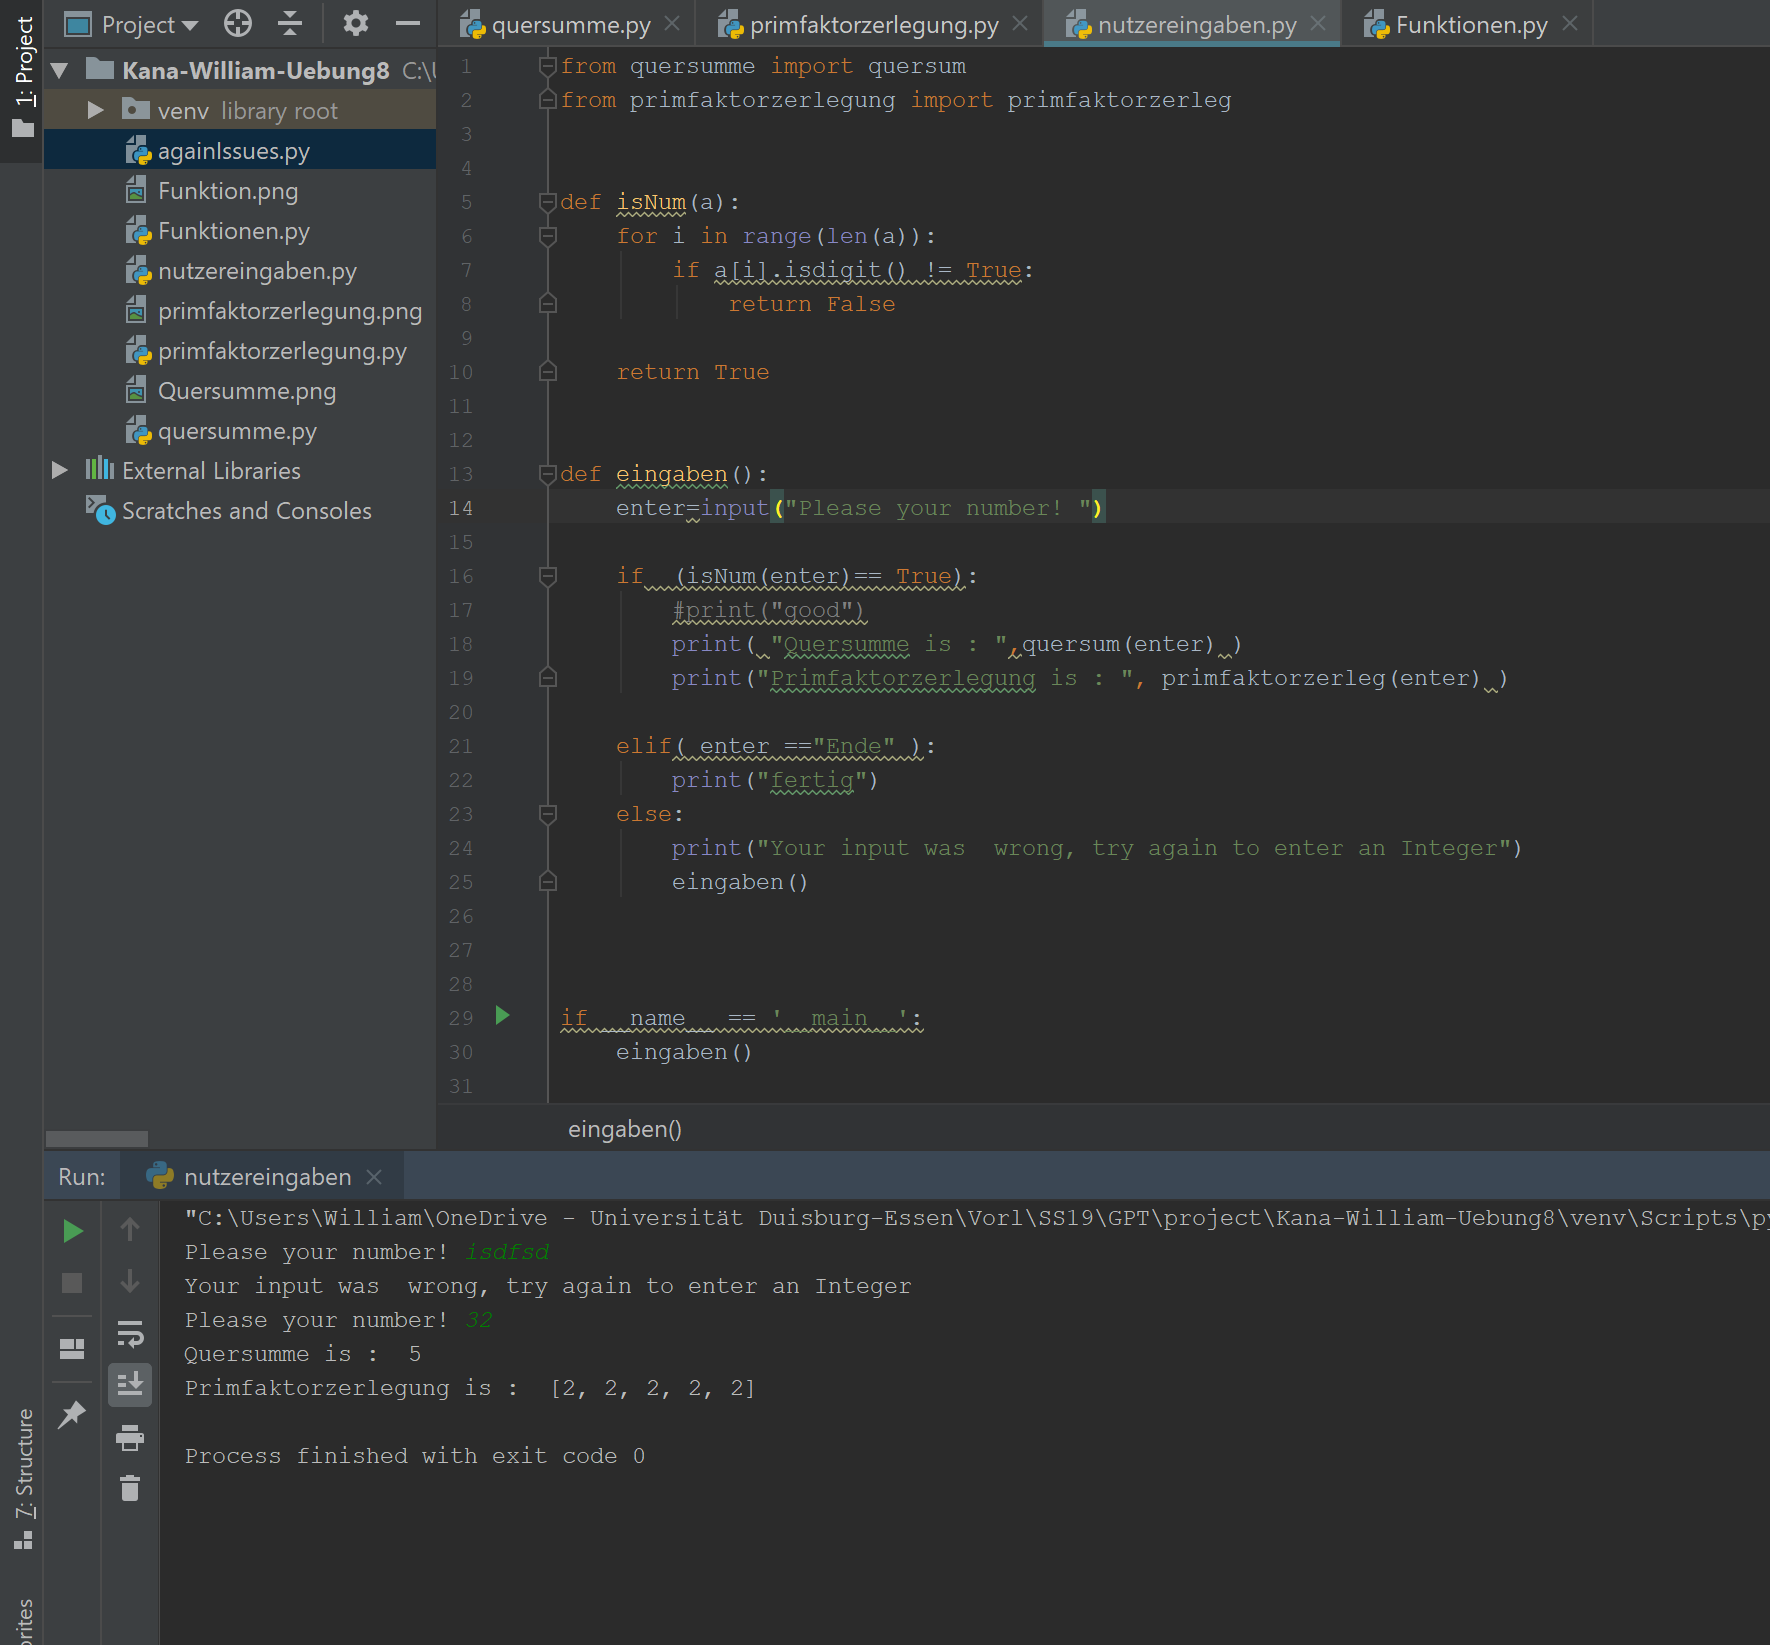 Project
quersumme.py
primfaktorzerlegung.py
nutzereingaben.py
Funktionen.py
1: Project
Kana-William-Uebung8 C:\
venv library root
againIssues.py
Funktion.png
Funktionen.py
nutzereingaben.py
primfaktorzerlegung.png
primfaktorzerlegung.py
Quersumme.png
quersumme.py
External Libraries
Scratches and Consoles
1 from quersumme import quersum
2 from primfaktorzerlegung import primfaktorzerleg
3
4
5 def isNum(a):
6 for i in range(len(a)):
7 if a[i].isdigit() != True:
8 return False
9
10 return True
11
12
13 def eingaben():
14 enter=input("Please your number! ")
15
16 if  (isNum(enter)== True):
17 #print("good")
18 print( "Quersumme is : ",quersum(enter) )
19 print("Primfaktorzerlegung is : ", primfaktorzerleg(enter) )
20
21 elif( enter =="Ende" ):
22 print("fertig")
23 else:
24 print("Your input was  wrong, try again to enter an Integer")
25 eingaben()
26
27
28
29 if __name__ == '__main__':
30 eingaben()
31
eingaben()
Run: nutzereingaben
"C:\Users\William\OneDrive - Universität Duisburg-Essen\Vorl\SS19\GPT\project\Kana-William-Uebung8\venv\Scripts\py
Please your number! isdfsd
Your input was  wrong, try again to enter an Integer
Please your number! 32
Quersumme is :  5
Primfaktorzerlegung is :  [2, 2, 2, 2, 2]
Process finished with exit code 0
7: Structure
orites